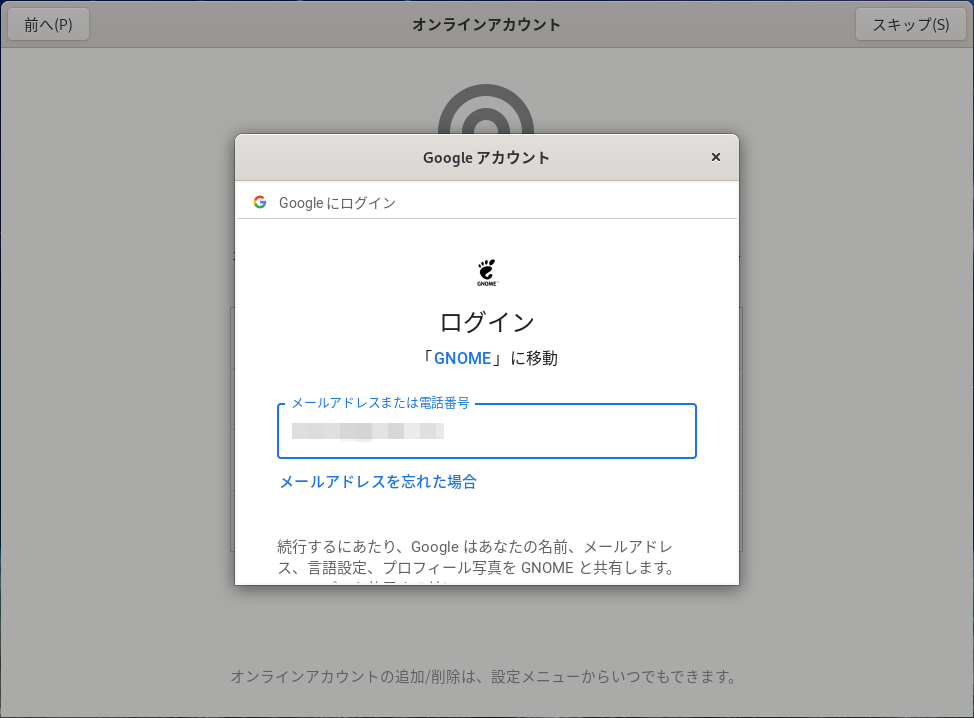 前へ(P)
オンラインアカウント
スキップ(S)
Google アカウント
Google にログイン
GNOME
ログイン
「GNOME」に移動
メールアドレスまたは電話番号
メールアドレスを忘れた場合
続行するにあたり、Google はあなたの名前、メールアドレ
ス、言語設定、プロフィール写真を GNOME と共有します。
オンラインアカウントの追加/削除は、設定メニューからいつでもできます。